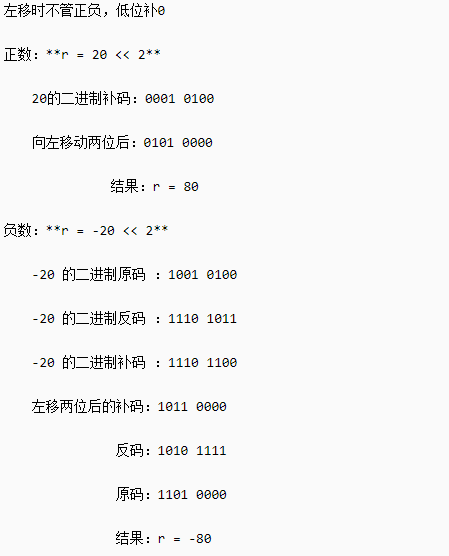 左移时不管正负，低位补0
正数：**r = 20 << 2**
20的二进制补码：0001 0100
向左移动两位后：0101 0000
结果：r = 80
负数：**r = -20 << 2**
-20 的二进制原码 ：1001 0100
-20 的二进制反码 ：1110 1011
-20 的二进制补码 ：1110 1100
左移两位后的补码：1011 0000
反码：1010 1111
原码：1101 0000
结果：r = -80